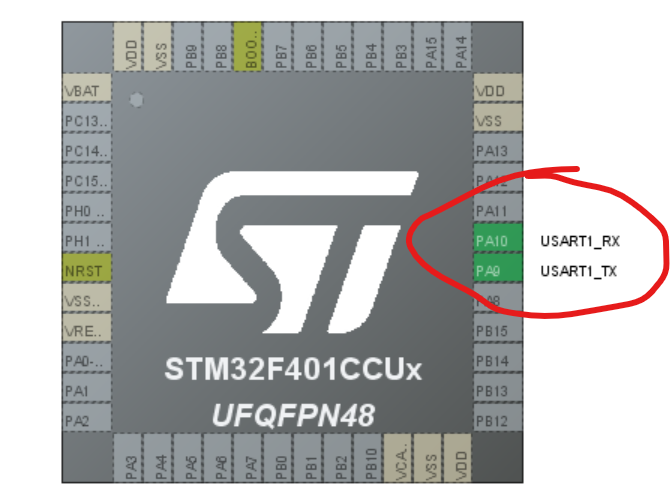 VDD
VSS
PB9
PB8
BOO..
PB7
PB6
PB5
PB4
PB3
PA15
PA14
VBAT
PC13..
PC14..
PC15..
PH0 ..
PH1 ..
NRST
VSS..
VRE..
PA0-..
PA1
PA2
VDD
VSS
PA13
PA12
PA11
PA10 USART1_RX
PA9 USART1_TX
PA8
PB15
PB14
PB13
PB12
ST
STM32F401CCUx
UFQFPN48
PA3
PA4
PA5
PA6
PA7
PB0
PB1
PB2
PB10
VCA..
VSS
VDD